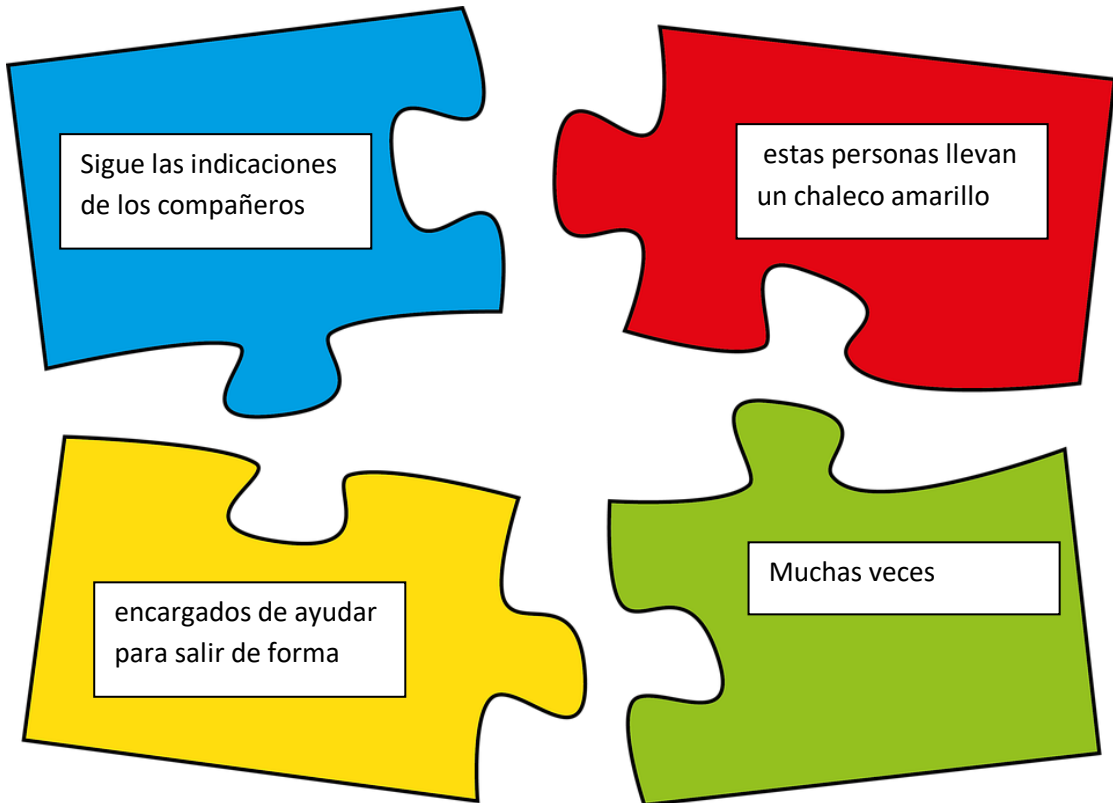 Sigue las indicaciones
de los compañeros
estas personas llevan
un chaleco amarillo
encargados de ayudar
para salir de forma
Muchas veces